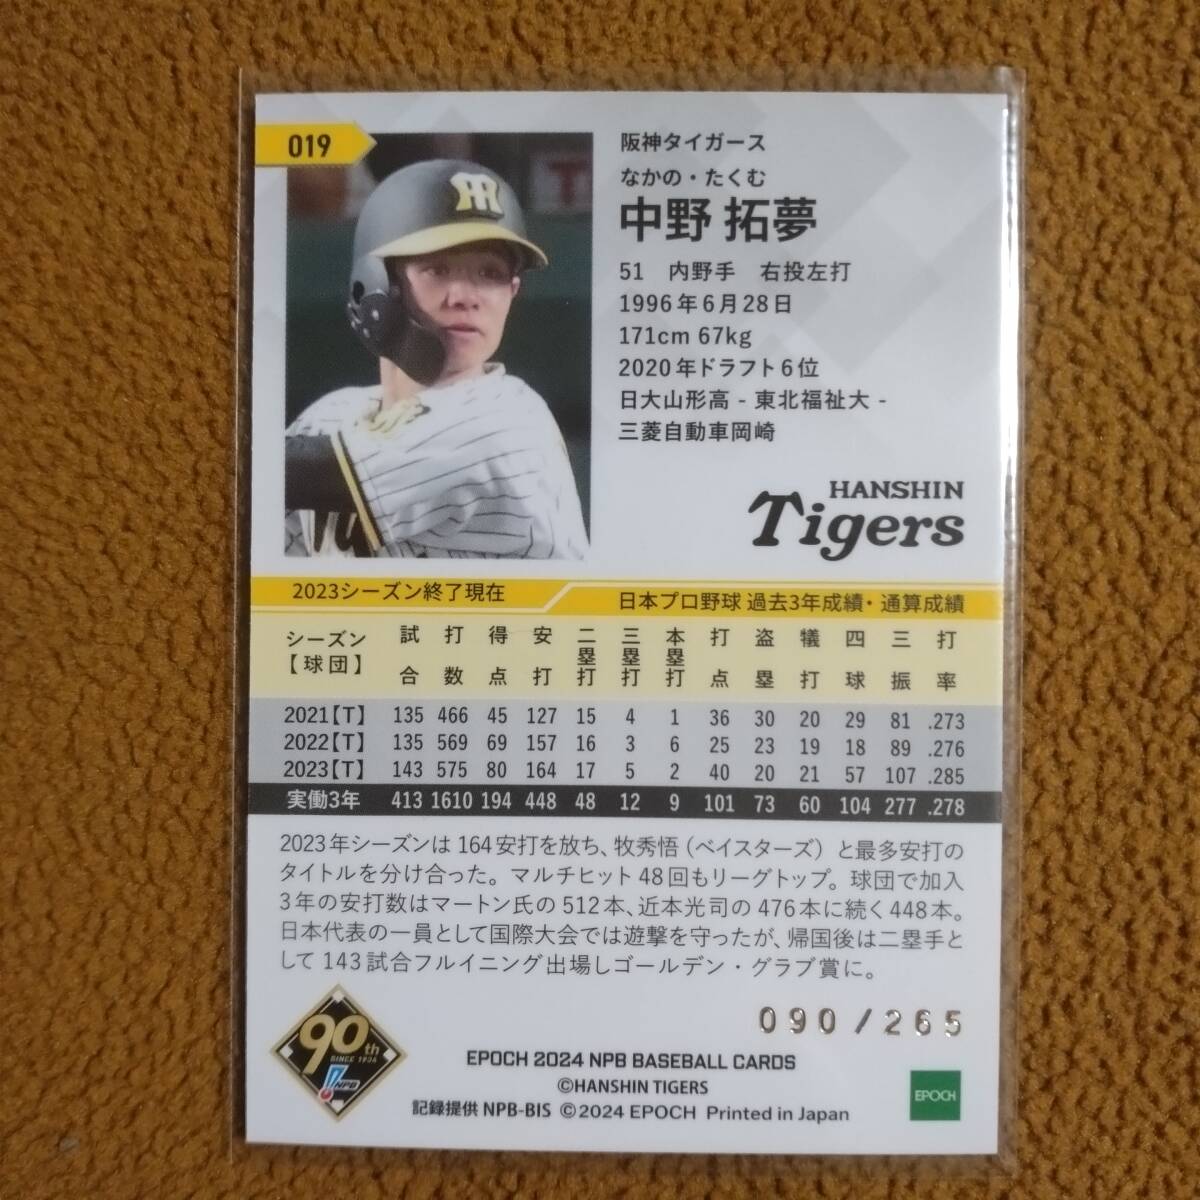 019
阪神タイガース
なかの・たくむ
中野 拓夢
51 内野手 右投左打
1996年6月28日
171cm 67kg
2020年ドラフト6位
日大山形高 - 東北福祉大 -
三菱自動車岡崎
HANSHIN
Tigers
2023シーズン終了現在
日本プロ野球 過去3年成績・通算成績
シーズン【球団】 試合 打数 得点 安打 二塁打 三塁打 本塁打 打点 盗塁 犠打 四球 三振 打率
2021【T】 135 466 45 127 15 4 1 36 30 20 29 81 .273
2022【T】 135 569 69 157 16 3 6 25 23 19 18 89 .276
2023【T】 143 575 80 164 17 5 2 40 20 21 57 107 .285
実働3年 413 1610 194 448 48 12 9 101 73 60 104 277 .278
2023年シーズンは164安打を放ち、牧秀悟(ベイスターズ)と最多安打の
タイトルを分け合った。マルチヒット48回もリーグトップ。球団で加入
3年の安打数はマートン氏の512本、近本光司の476本に続く448本。
日本代表の一員として国際大会では遊撃を守ったが、帰国後は二塁手と
して143試合フルイニング出場しゴールデン・グラブ賞に。
090/265
90th
SINCE 1934
NPB
EPOCH 2024 NPB BASEBALL CARDS
©HANSHIN TIGERS
記録提供 NPB-BIS ©2024 EPOCH Printed in Japan
EPOCH